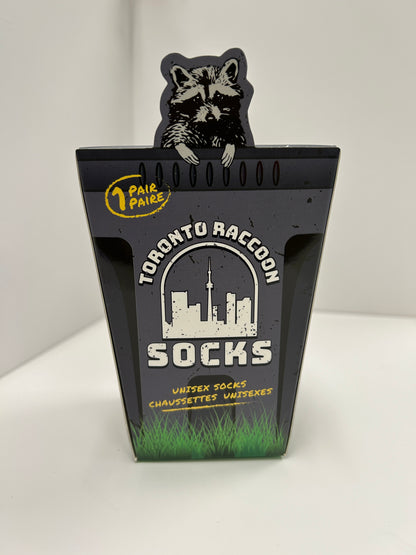 1 PAIR
PAIRE
TORONTO RACCOON
SOCKS
UNISEX SOCKS
CHAUSSETTES UNISEXES